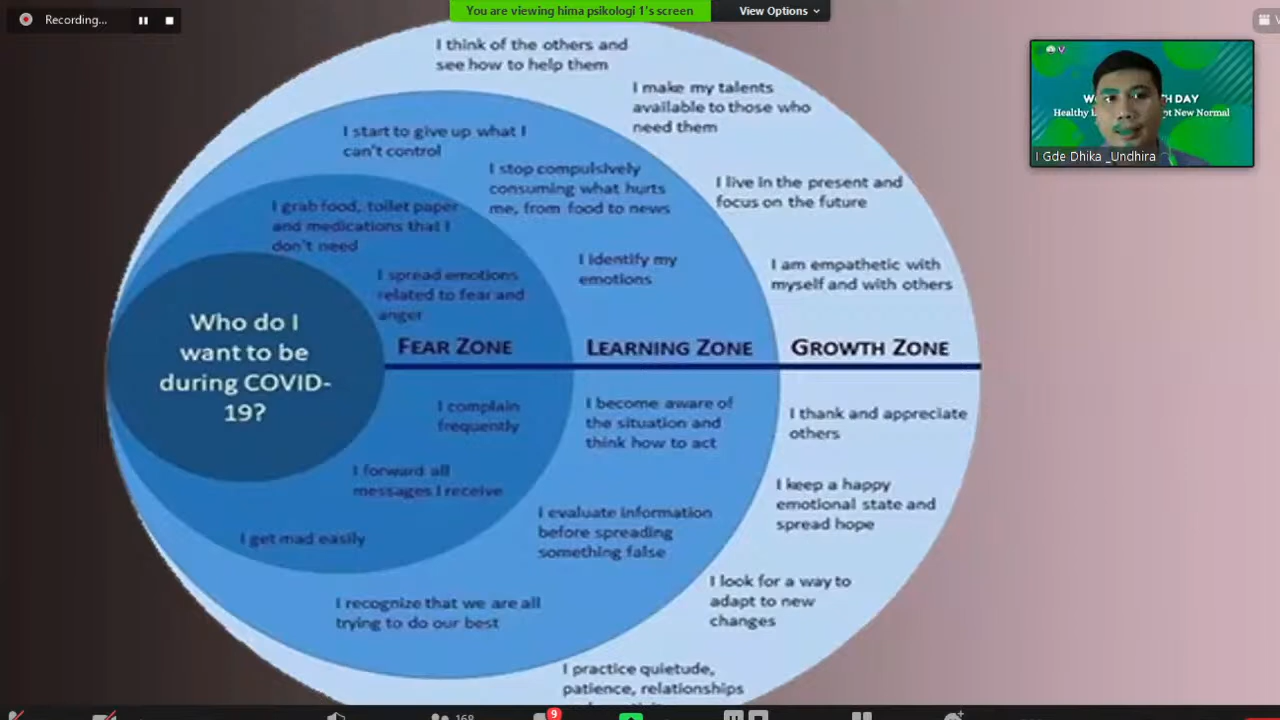 Recording...
You are viewing hima psikologi 1's screen
View Options
I think of the others and
see how to help them
I make my talents
available to those who
need them
I start to give up what I
can't control
I stop compulsively
consuming what hurts
me, from food to news
I live in the present and
focus on the future
I grab food, toilet paper
and medications that I
don't need
I identify my
emotions
I am empathetic with
myself and with others
I spread emotions
related to fear and
anger
Who do I
want to be
during COVID-
19?
FEAR ZONE
LEARNING ZONE
GROWTH ZONE
I complain
frequently
I become aware of
the situation and
think how to act
I thank and appreciate
others
I forward all
messages I receive
I keep a happy
emotional state and
spread hope
I get mad easily
I evaluate information
before spreading
something false
I recognize that we are all
trying to do our best
I look for a way to
adapt to new
changes
I practice quietude,
patience, relationships
DAY
New Normal
I Gde Dhika _Undhira
168
9